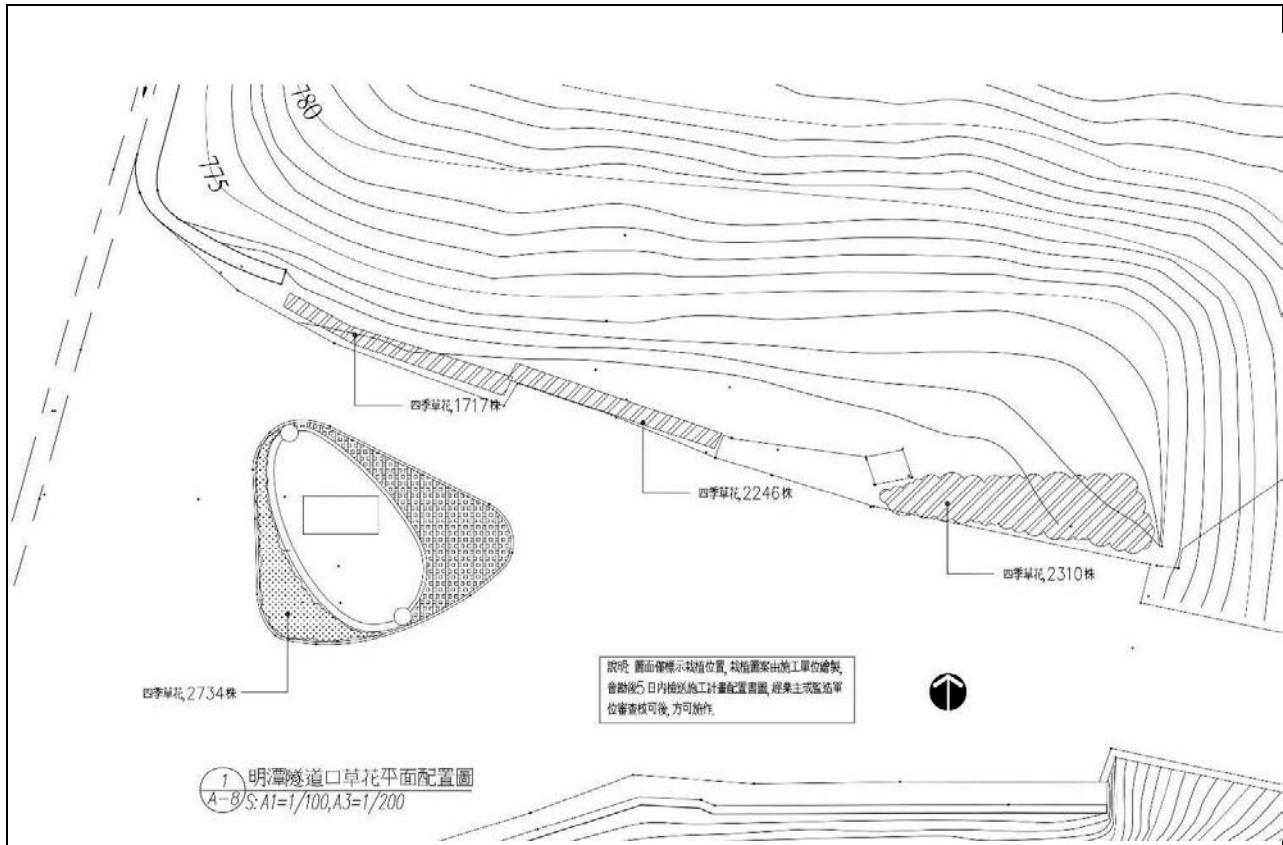 780
775
四季草花,1717株
四季草花,2246株
四季草花,2310株
四季草花,2734株
說明: 圖面僅標示栽植位置, 栽植圖案由施工單位繪製,
會勘後5日內檢送施工計畫配置書圖, 經業主或監造單
位審查核可後, 方可施作.
1
A-8
明潭隧道口草花平面配置圖
S: A1=1/100,A3=1/200